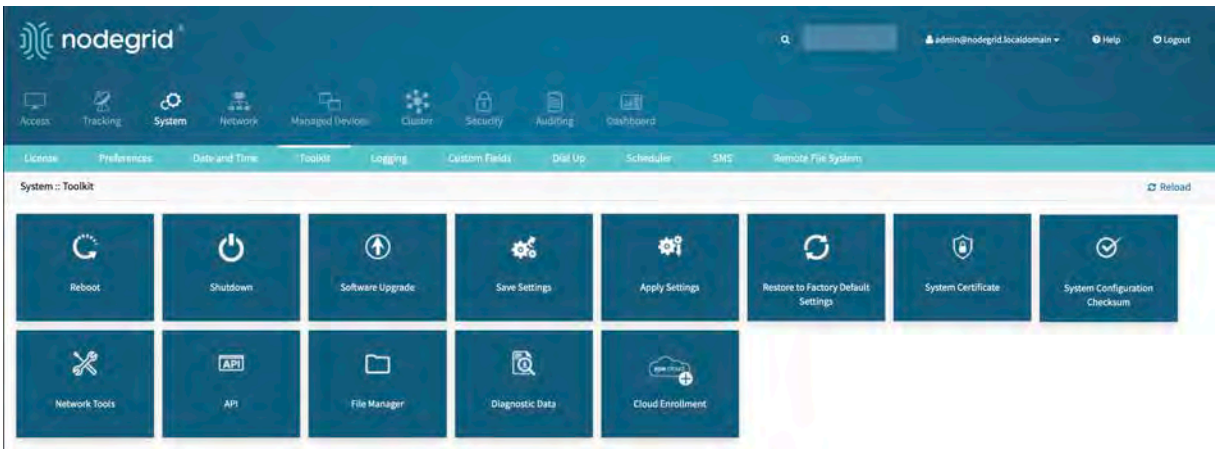 nodegrid
admin@nodegrid.localdomain
Help
Logout
Access
Tracking
System
Network
Managed Devices
Cluster
Security
Auditing
Dashboard
License
Preferences
Date and Time
Toolkit
Logging
Custom Fields
Dial Up
Scheduler
SMS
Remote File System
System :: Toolkit
Reload
Reboot
Shutdown
Software Upgrade
Save Settings
Apply Settings
Restore to Factory Default
Settings
System Certificate
System Configuration
Checksum
Network Tools
API
API
File Manager
Diagnostic Data
Cloud Enrollment